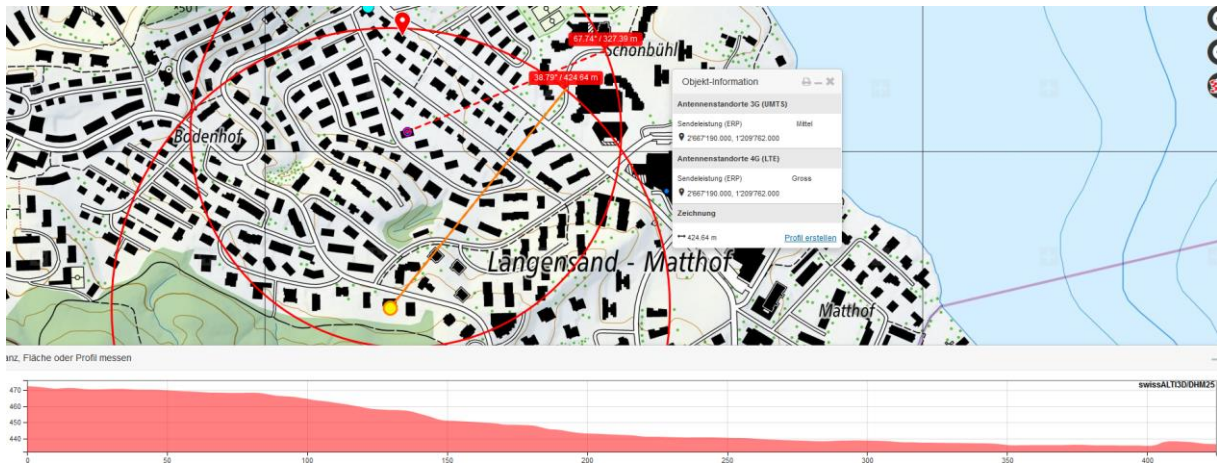 501
67.74° / 327.39 m
Schönbühl
38.79° / 424.64 m
Bodenhof
Objekt-Information
Antennenstandorte 3G (UMTS)
Sendeleistung (ERP) Mittel
2'667'190.000, 1'209'762.000
Antennenstandorte 4G (LTE)
Sendeleistung (ERP) Gross
2'667'190.000, 1'209'762.000
Zeichnung
424.64 m Profil erstellen
Langensand - Matthof
Matthof
anz, Fläche oder Profil messen
swissALTI3D/DHM25
470
460
450
440
0 50 100 150 200 250 300 350 400